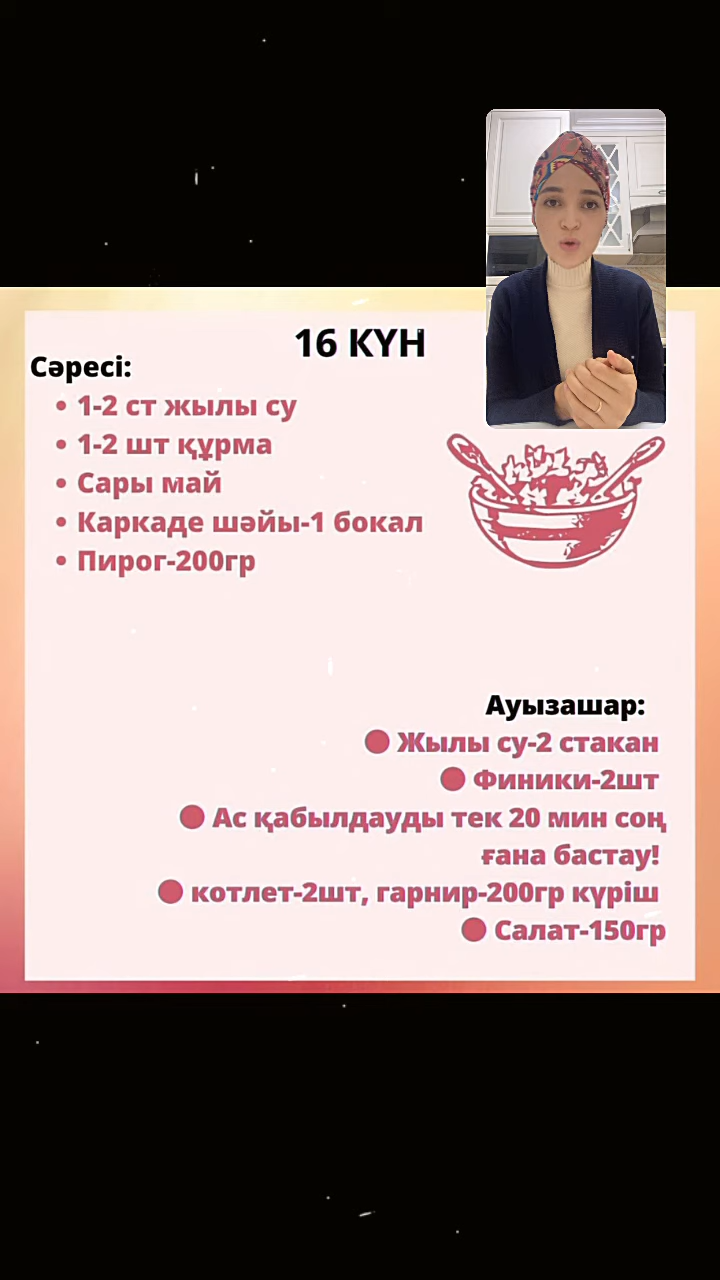 16 КҮН
Сәресі:
• 1-2 ст жылы су
• 1-2 шт құрма
• Сары май
• Каркаде шәйы-1 бокал
• Пирог-200гр
Ауызашар:
● Жылы су-2 стакан
● Финики-2шт
● Ас қабылдауды тек 20 мин соң
ғана бастау!
● котлет-2шт, гарнир-200гр күріш
● Салат-150гр